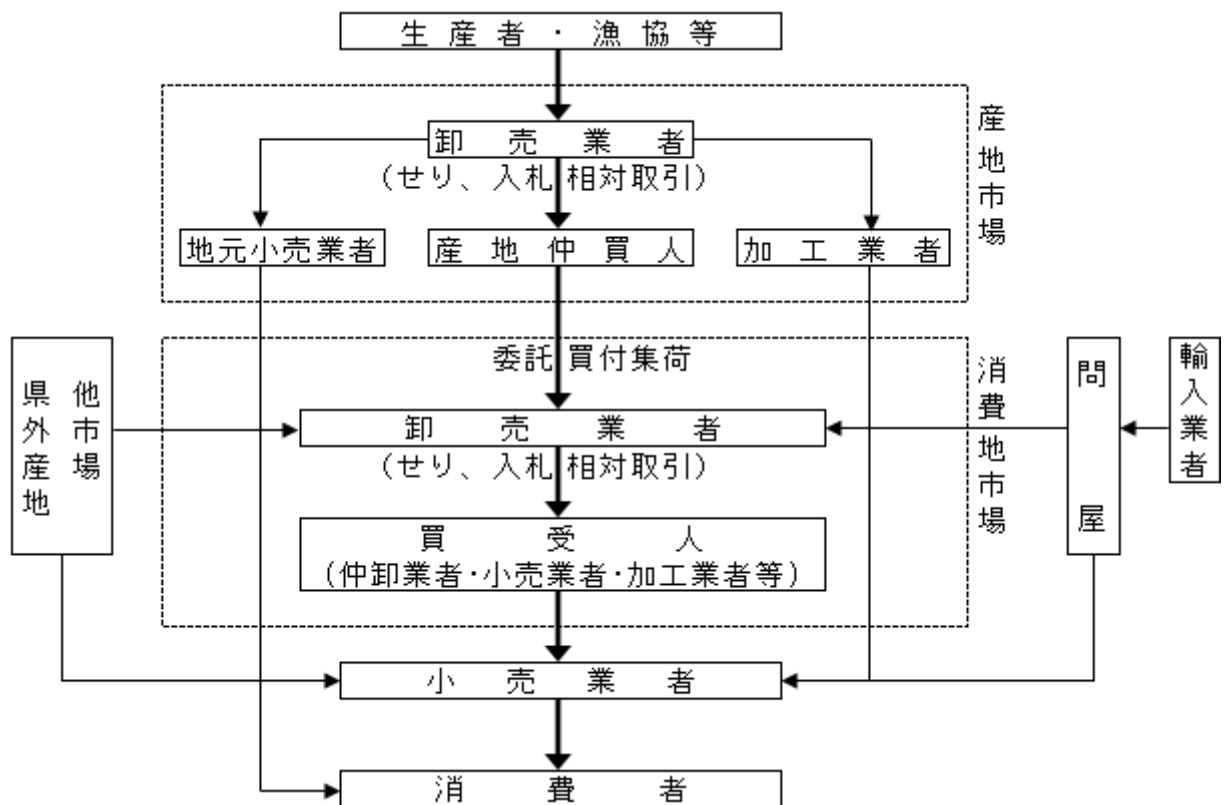 生産者・漁協等
産地市場
卸売業者
(せり、入札 相対取引)
地元小売業者
産地仲買人
加工業者
県外産地
他市場
消費地市場
委託 買付集荷
卸売業者
(せり、入札 相対取引)
買受人
(仲卸業者・小売業者・加工業者等)
問屋
輸入業者
小売業者
消費者